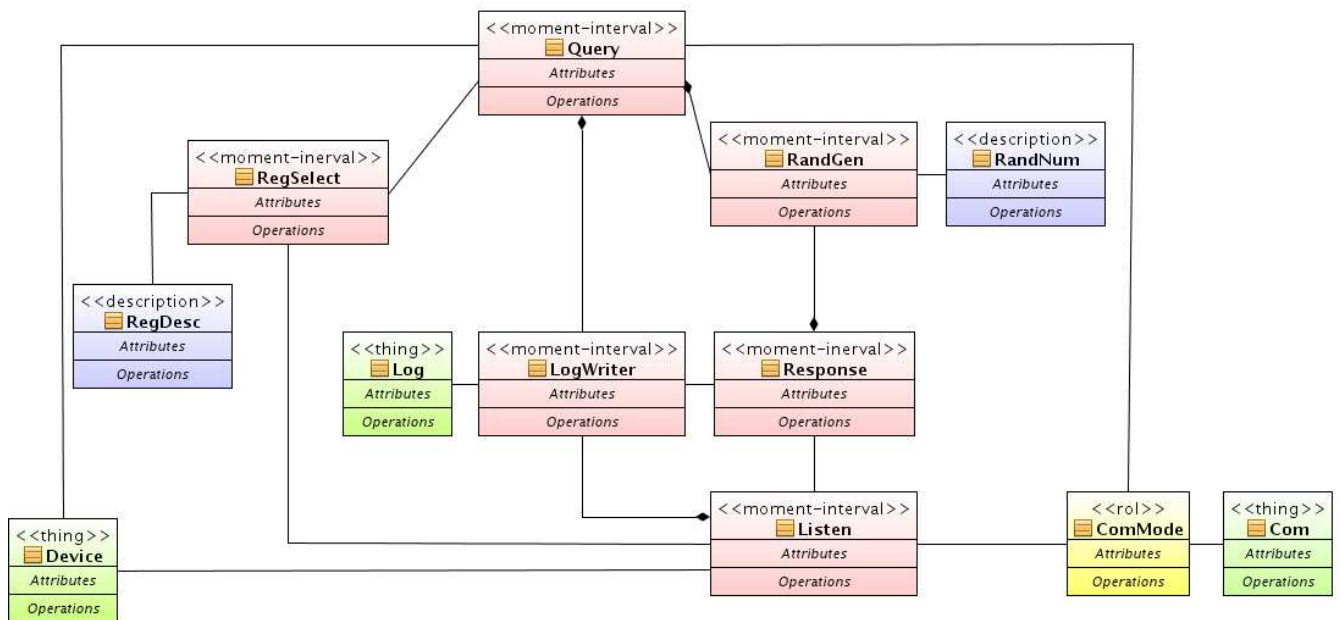 <<moment-interval>>
Query
Attributes
Operations
<<moment-inerval>>
RegSelect
Attributes
Operations
<<moment-interval>>
RandGen
Attributes
Operations
<<description>>
RandNum
Attributes
Operations
<<description>>
RegDesc
Attributes
Operations
<<thing>>
Log
Attributes
Operations
<<moment-interval>>
LogWriter
Attributes
Operations
<<moment-inerval>>
Response
Attributes
Operations
<<thing>>
Device
Attributes
Operations
<<moment-interval>>
Listen
Attributes
Operations
<<rol>>
ComMode
Attributes
Operations
<<thing>>
Com
Attributes
Operations